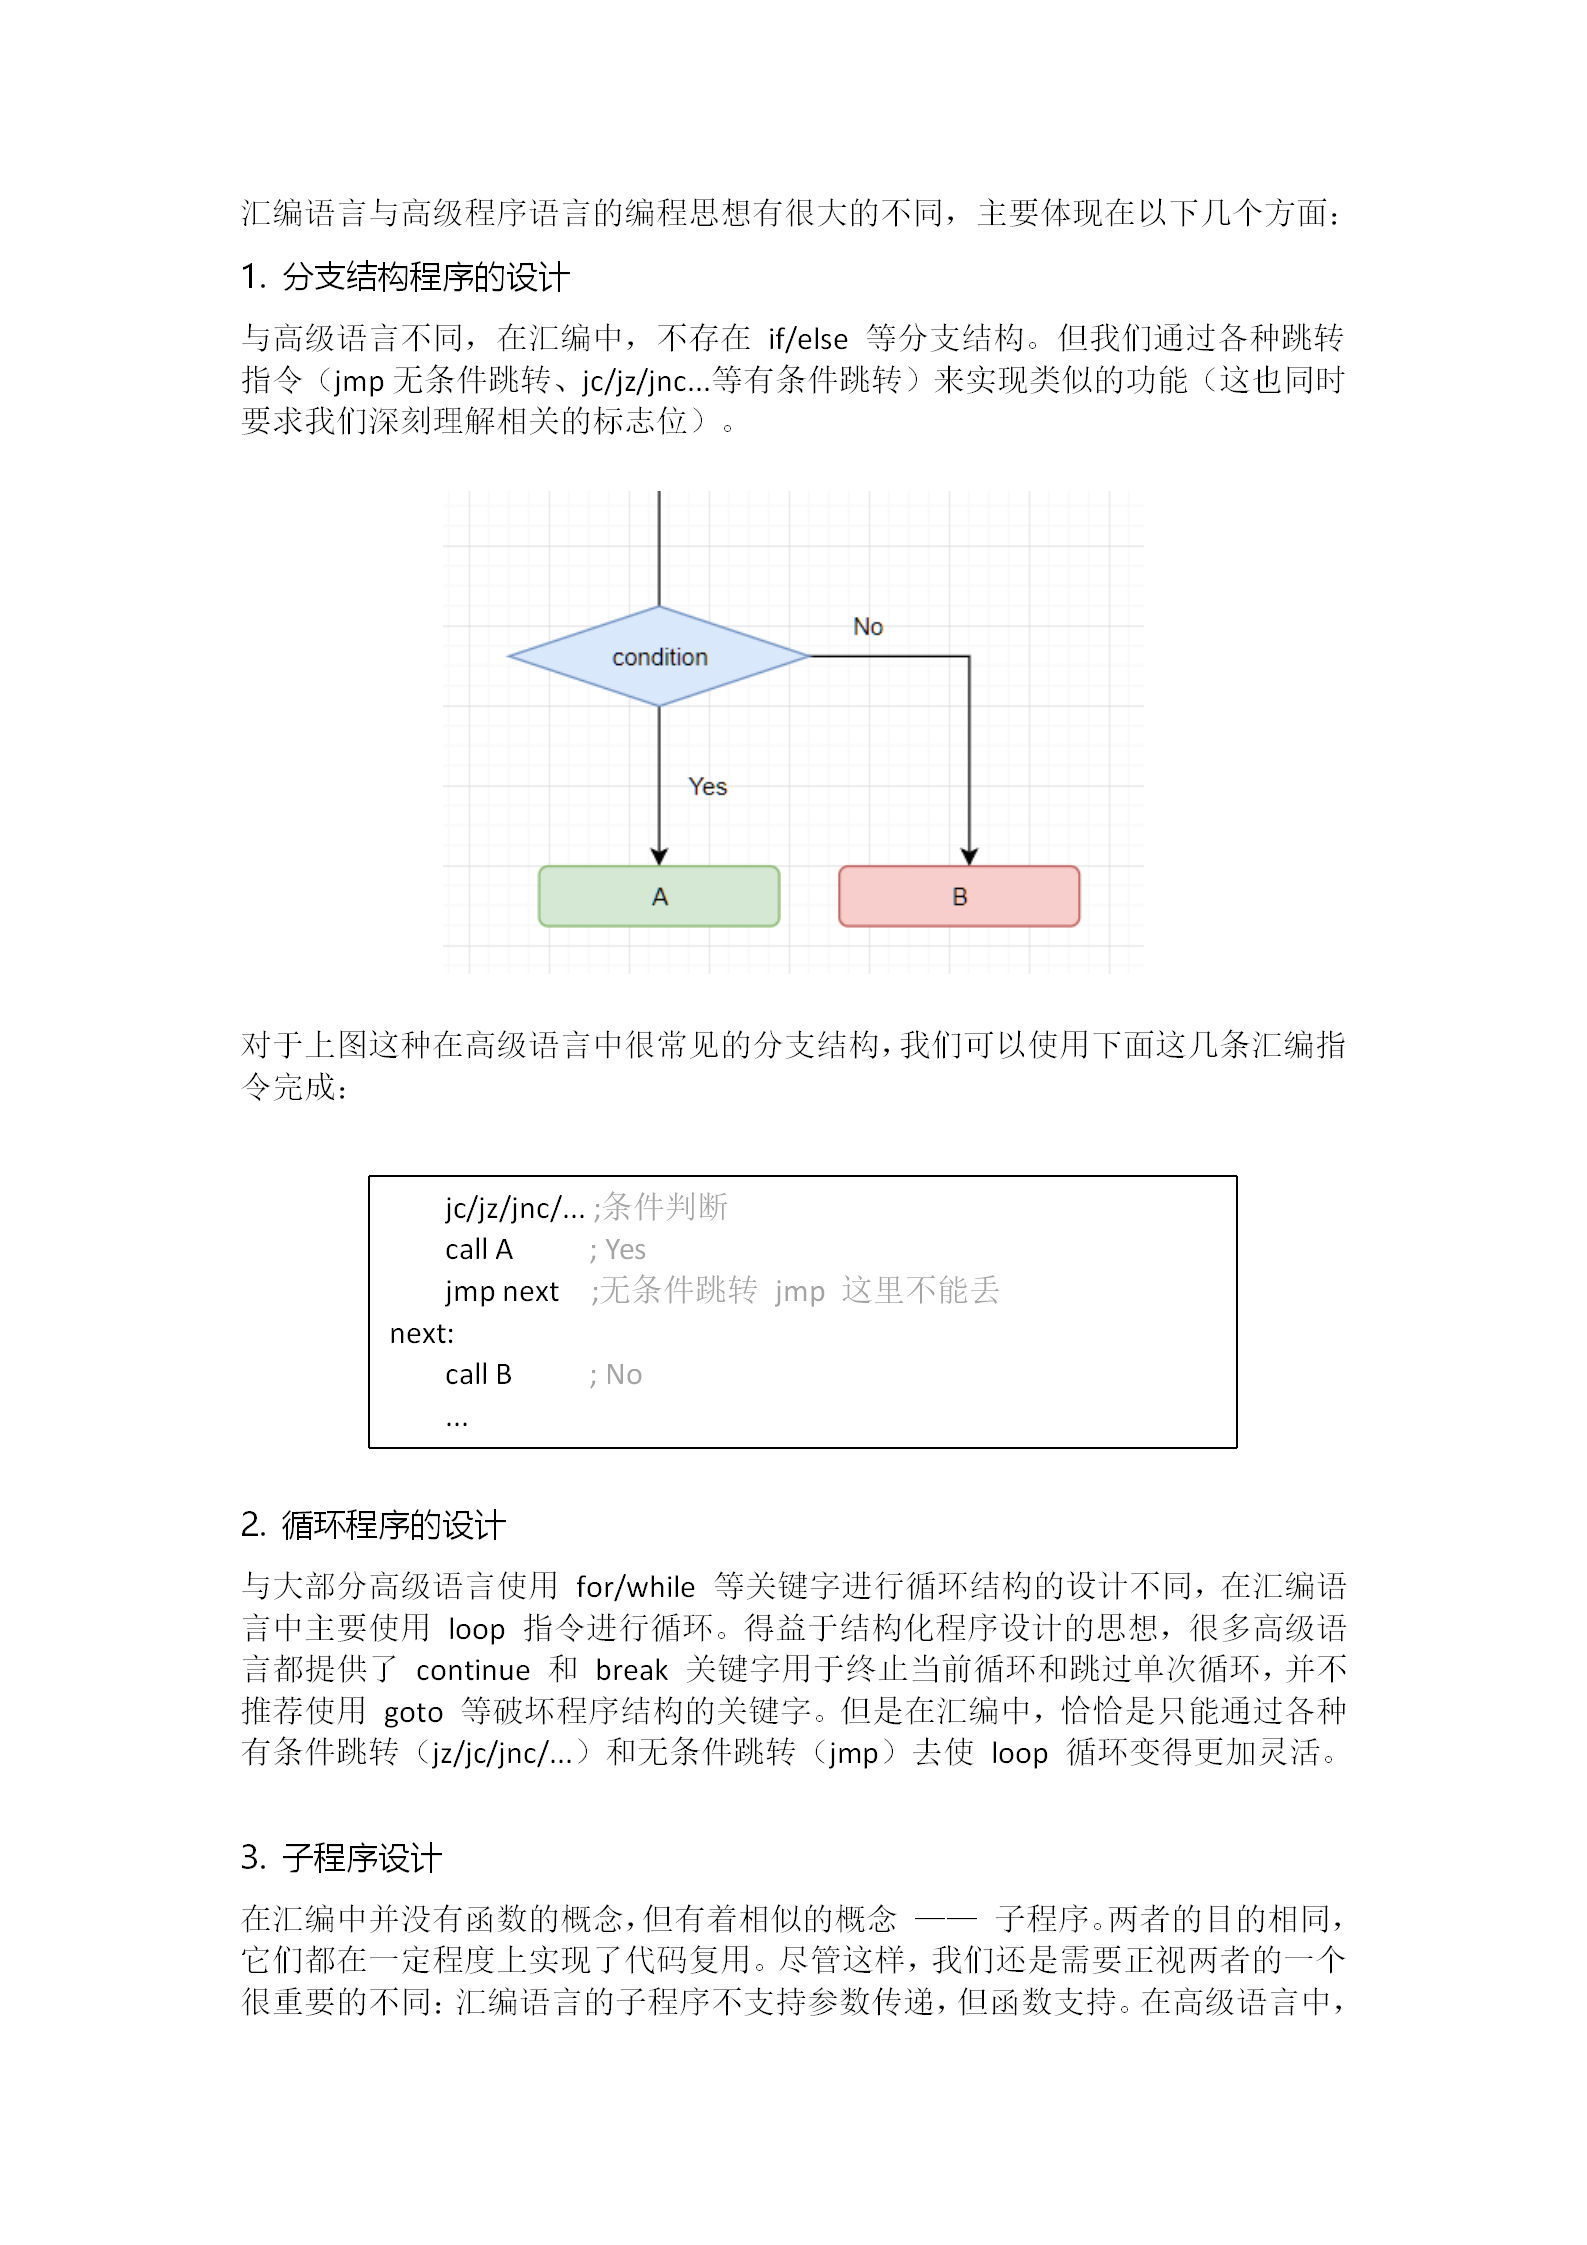 汇编语言与高级程序语言的编程思想有很大的不同，主要体现在以下几个方面：
1. 分支结构程序的设计
与高级语言不同，在汇编中，不存在 if/else 等分支结构。但我们通过各种跳转
指令（jmp 无条件跳转、jc/jz/jnc...等有条件跳转）来实现类似的功能（这也同时
要求我们深刻理解相关的标志位）。
No
condition
Yes
A
B
对于上图这种在高级语言中很常见的分支结构，我们可以使用下面这几条汇编指
令完成：
jc/jz/jnc/... ;条件判断
call A ; Yes
jmp next ;无条件跳转 jmp 这里不能丢
next:
call B ; No
...
2. 循环程序的设计
与大部分高级语言使用 for/while 等关键字进行循环结构的设计不同，在汇编语
言中主要使用 loop 指令进行循环。得益于结构化程序设计的思想，很多高级语
言都提供了 continue 和 break 关键字用于终止当前循环和跳过单次循环，并不
推荐使用 goto 等破坏程序结构的关键字。但是在汇编中，恰恰是只能通过各种
有条件跳转（jz/jc/jnc/...）和无条件跳转（jmp）去使 loop 循环变得更加灵活。
3. 子程序设计
在汇编中并没有函数的概念，但有着相似的概念 —— 子程序。两者的目的相同，
它们都在一定程度上实现了代码复用。尽管这样，我们还是需要正视两者的一个
很重要的不同：汇编语言的子程序不支持参数传递，但函数支持。在高级语言中，